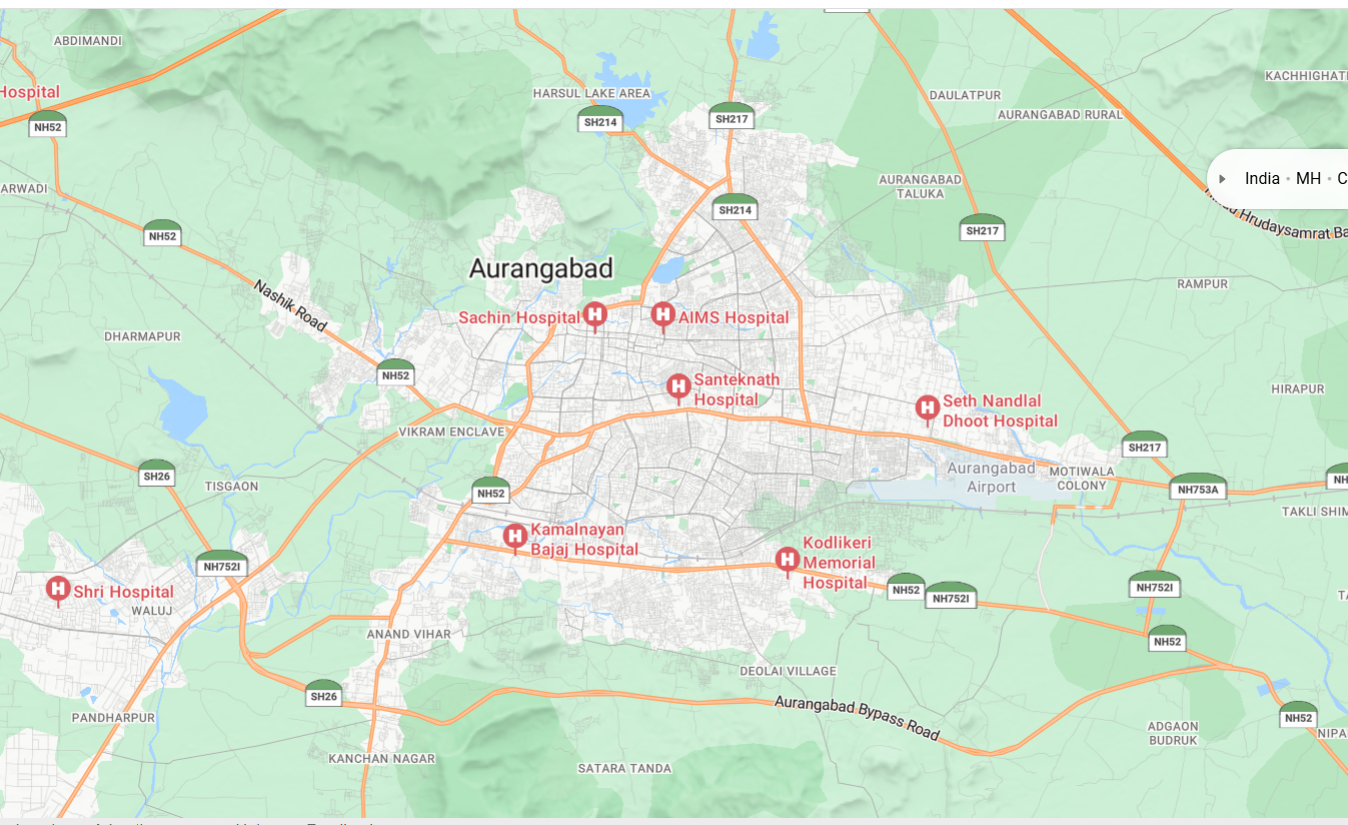 ABDIMANDI
KACHHIGHATI
Hospital
HARSUL LAKE AREA
DAULATPUR
AURANGABAD RURAL
NH52
SH214
SH217
ARWADI
AURANGABAD
TALUKA
India • MH • C
SH214
SH217
Hrudaysamrat Ba
NH52
Aurangabad
RAMPUR
Nashik Road
Sachin Hospital
AIMS Hospital
DHARMAPUR
NH52
Santeknath
Hospital
HIRAPUR
Seth Nandlal
Dhoot Hospital
VIKRAM ENCLAVE
SH217
SH26
Aurangabad
Airport
MOTIWALA
COLONY
TISGAON
NH52
NH753A
NH
TAKLI SHIM
Kamalnayan
Bajaj Hospital
Kodlikeri
Memorial
Hospital
NH752I
Shri Hospital
WALUJ
NH52
NH752I
NH752I
ANAND VIHAR
NH52
DEOLAI VILLAGE
SH26
Aurangabad Bypass Road
PANDHARPUR
NH52
ADGAON
BUDRUK
NIPA
KANCHAN NAGAR
SATARA TANDA